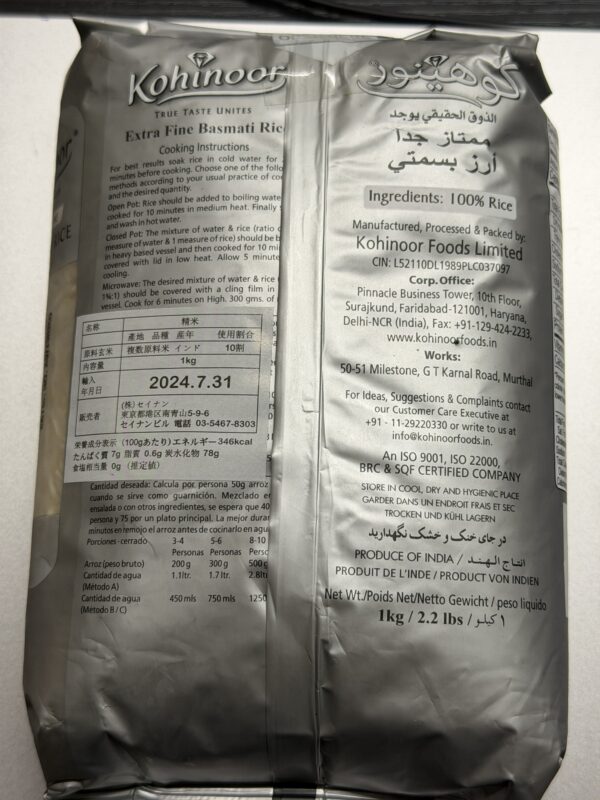 Kohinoor
TRUE TASTE UNITES
Extra Fine Basmati Ric
Cooking Instructions
For best results soak rice in cold water for
minutes before cooking. Choose one of the follo
methods according to your usual practice of co
and the desired quantity.
Open Pot: Rice should be added to boiling wate
cooked for 10 minutes in medium heat. Finally
and wash in hot water.
Closed Pot: The mixture of water & rice (ratio o
measure of water & 1 measure of rice) should be b
in heavy based vessel and then cooked for 10 mi
covered with lid in low heat. Allow 5 minute
cooling.
Microwave: The desired mixture of water & rice
1¾:1) should be covered with a cling film in
vessel. Cook for 6 minutes on High. 300 gms. of
名称 精米
原料玄米 産地 品種 産年 使用割合
複数原料米 インド 10割
内容量 1kg
輸入年月日 2024.7.31
販売者 (株)セイナン
東京都港区南青山5-9-6
セイナンビル 電話 03-5467-8303
栄養成分表示 (100gあたり)エネルギー346kcal
たんぱく質 7g 脂質 0.6g 炭水化物 78g
食塩相当量 0g (推定値)
Cantidad deseada: Calcula por persona 50g arroz
cuando se sirve como guarnición. Mezclado en
ensalada o con otros ingredientes, se espera que 40
persona y 75 por un plato principal. La mejor dura
minutos en remojo el arroz antes de cocinarlo en agu
Porciones - cerrado 3-4 5-6 8-10
Personas Personas Perso
Arroz (peso bruto) 200 g 300 g 500 g
Cantidad de agua 1.1ltr. 1.7 ltr. 2.8lt
(Método A)
Cantidad de agua 450 mls 750 mls 1250
(Método B / C)
كوهينور
الذوق الحقيقي يوجد
ممتاز جداً
أرز بسمتي
Ingredients: 100% Rice
Manufactured, Processed & Packed by:
Kohinoor Foods Limited
CIN: L52110DL1989PLC037097
Corp. Office:
Pinnacle Business Tower, 10th Floor,
Surajkund, Faridabad-121001, Haryana,
Delhi-NCR (India), Fax: +91-129-424-2233,
www.kohinoorfoods.in
Works:
50-51 Milestone, G T Karnal Road, Murthal
For Ideas, Suggestions & Complaints contact
our Customer Care Executive at
+91 - 11-29220330 or write to us at
info@kohinoorfoods.in.
An ISO 9001, ISO 22000,
BRC & SQF CERTIFIED COMPANY
STORE IN COOL, DRY AND HYGIENIC PLACE
GARDER DANS UN ENDROIT FRAIS ET SEC
TROCKEN UND KÜHL LAGERN
در جای خنک و خشک نگهدارید
PRODUCE OF INDIA / انتاج الهند
PRODUIT DE L'INDE / PRODUCT VON INDIEN
Net Wt./Poids Net/Netto Gewicht / peso liquido
1kg / 2.2 lbs / ١ كيلو